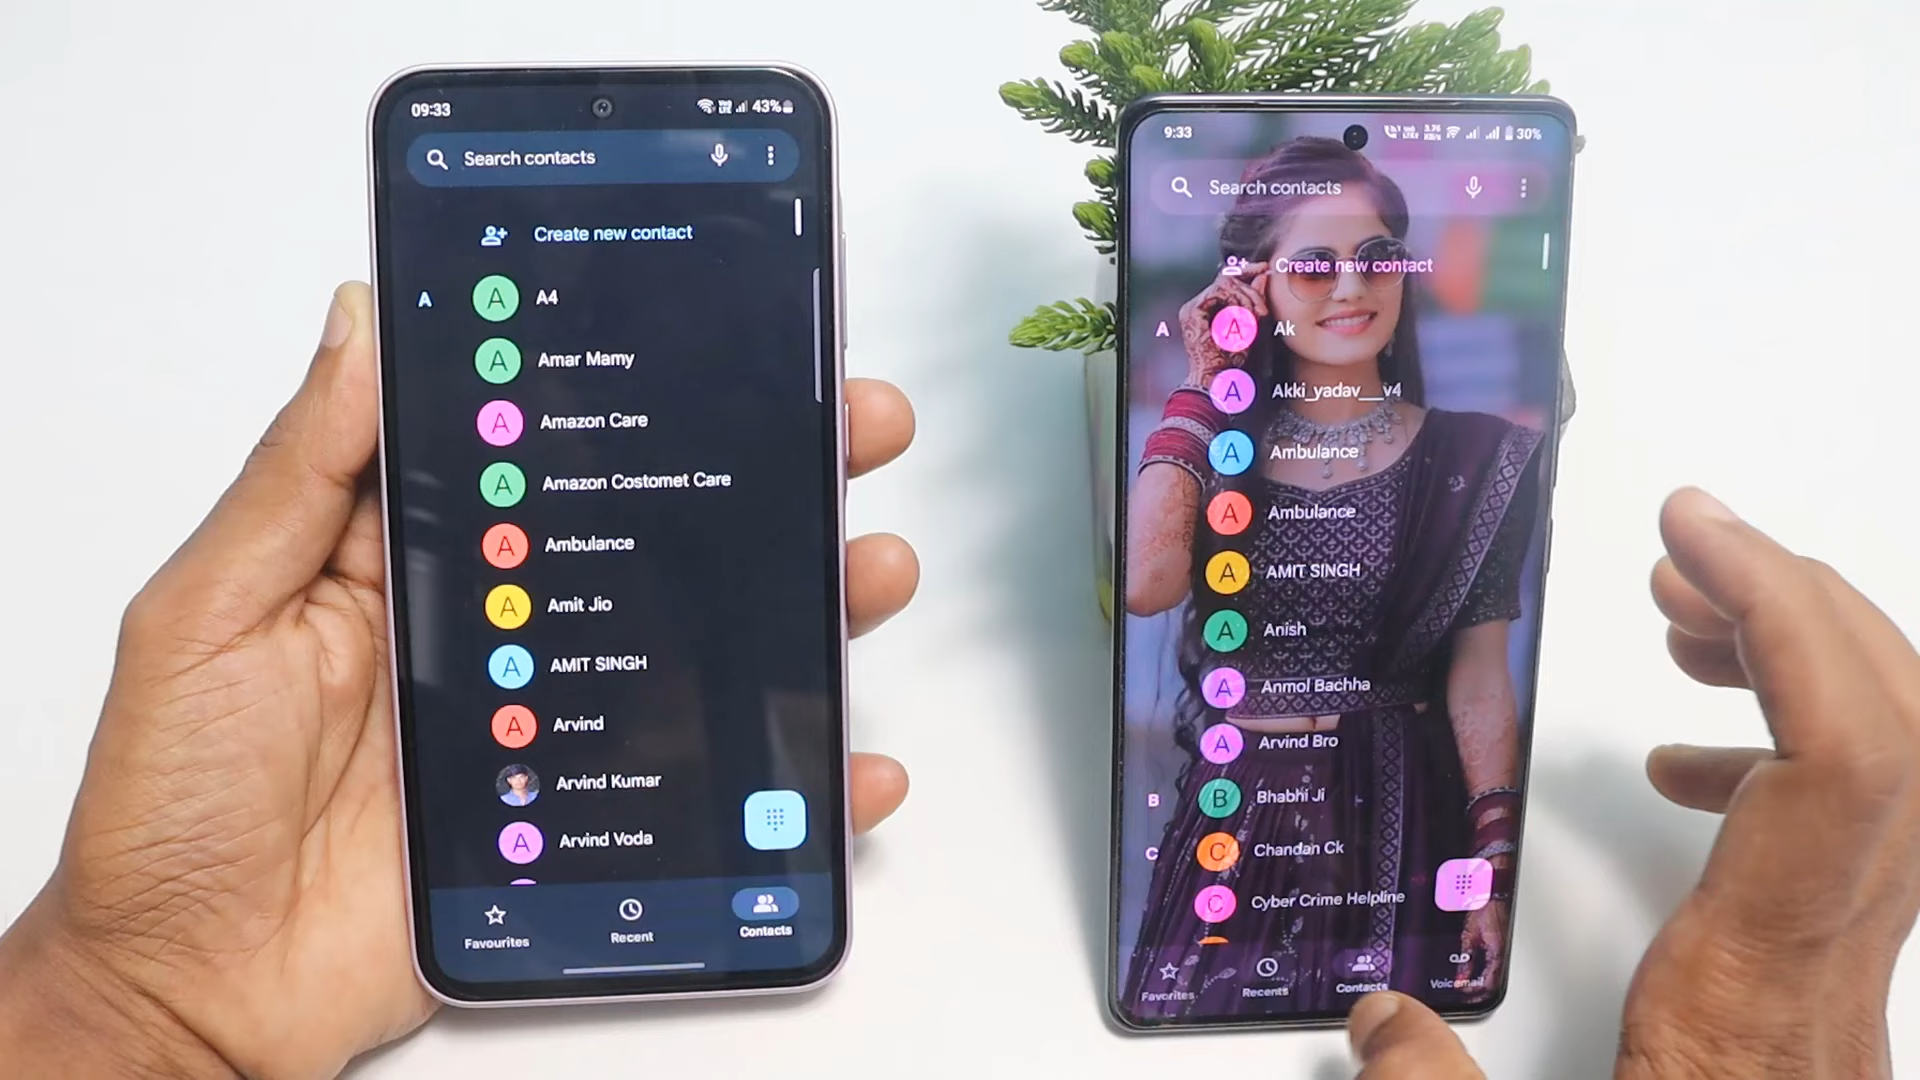 09:33
43%
Search contacts
Create new contact
A
A
A4
A
Amar Mamy
A
Amazon Care
A
Amazon Costomet Care
A
Ambulance
A
Amit Jio
A
AMIT SINGH
A
Arvind
Arvind Kumar
A
Arvind Voda
Favourites
Recent
Contacts
9:33
30%
Search contacts
Create new contact
A
A
Ak
A
Akki_yadav___v4
A
Ambulance
A
Ambulance
A
AMIT SINGH
A
Anish
A
Anmol Bachha
A
Arvind Bro
B
B
Bhabhi Ji
C
C
Chandan Ck
C
Cyber Crime Helpline
Favorites
Recents
Contacts
Voicemail